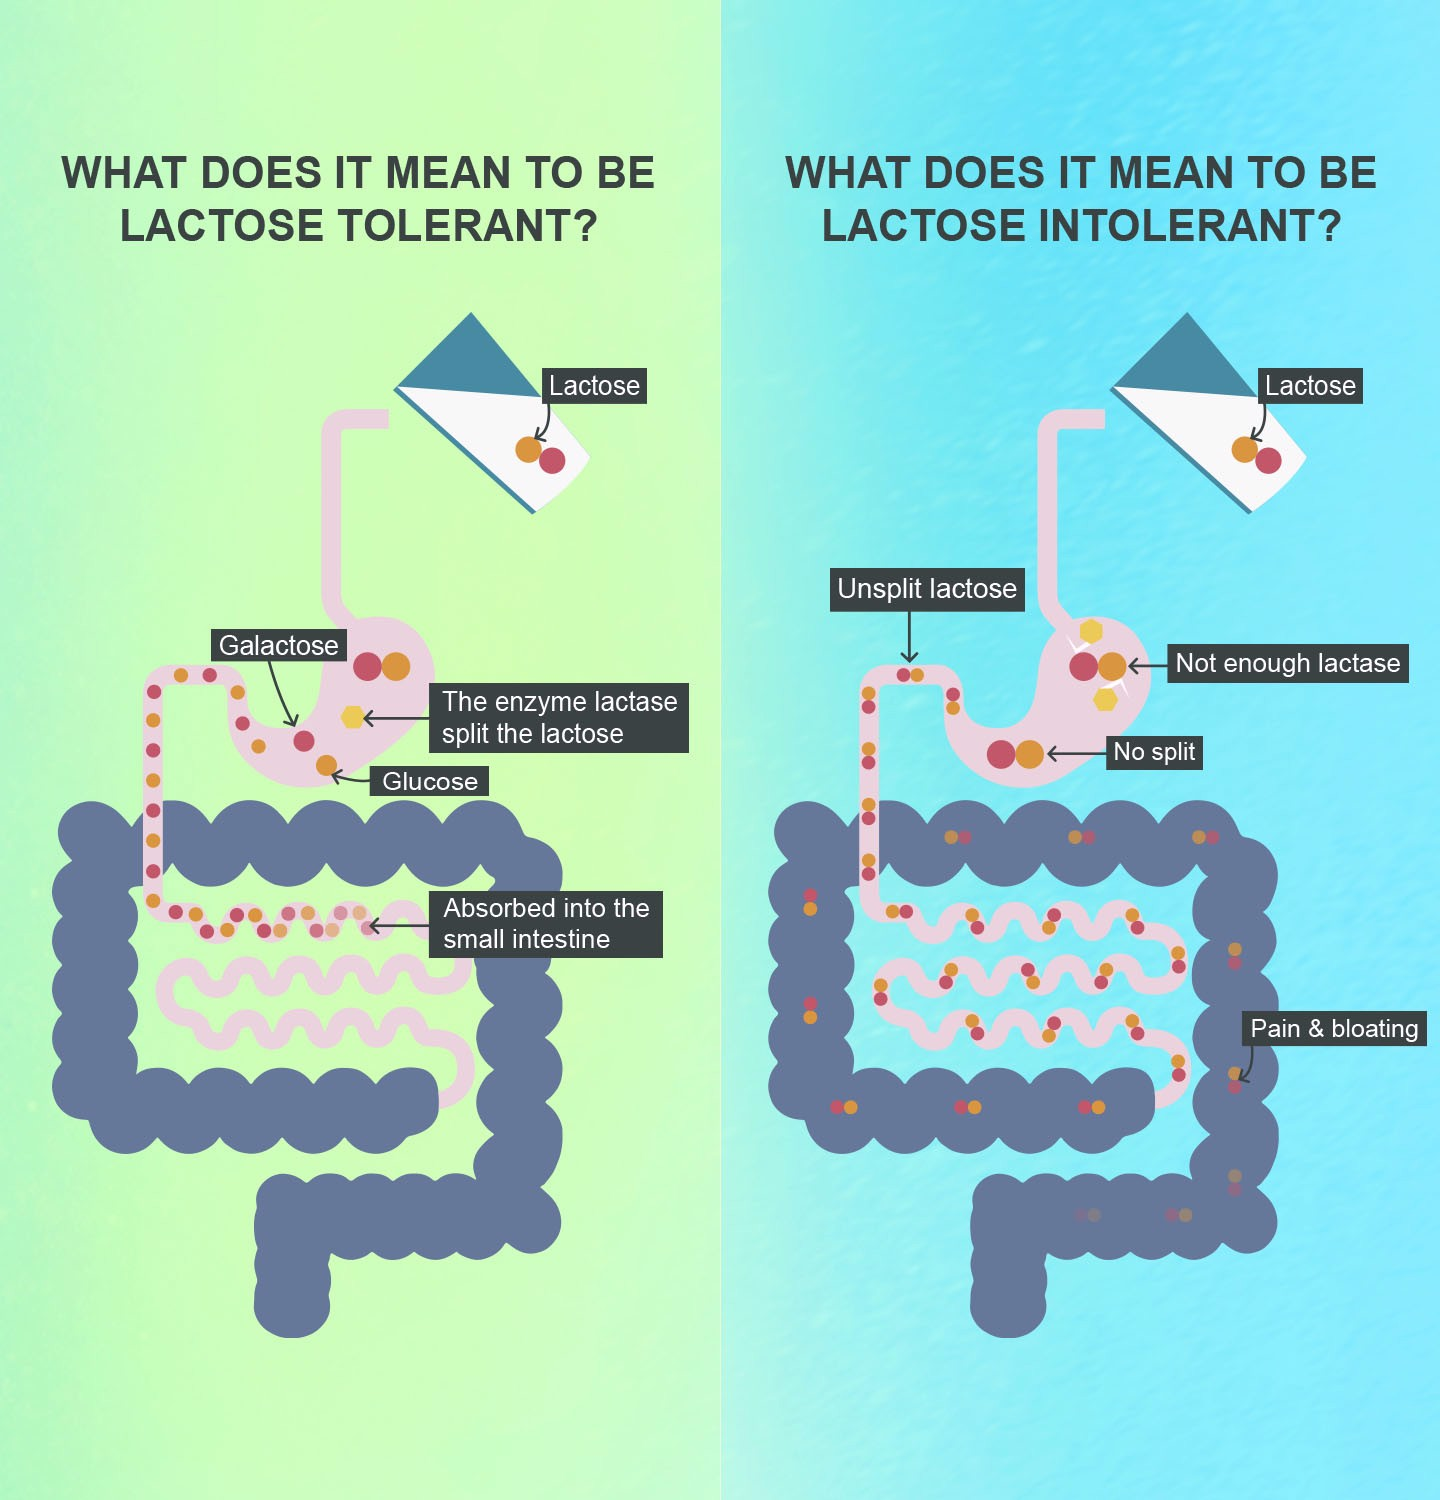 WHAT DOES IT MEAN TO BE
LACTOSE TOLERANT?
Lactose
Galactose
The enzyme lactase
split the lactose
Glucose
Absorbed into the
small intestine
WHAT DOES IT MEAN TO BE
LACTOSE INTOLERANT?
Lactose
Unsplit lactose
Not enough lactase
No split
Pain & bloating